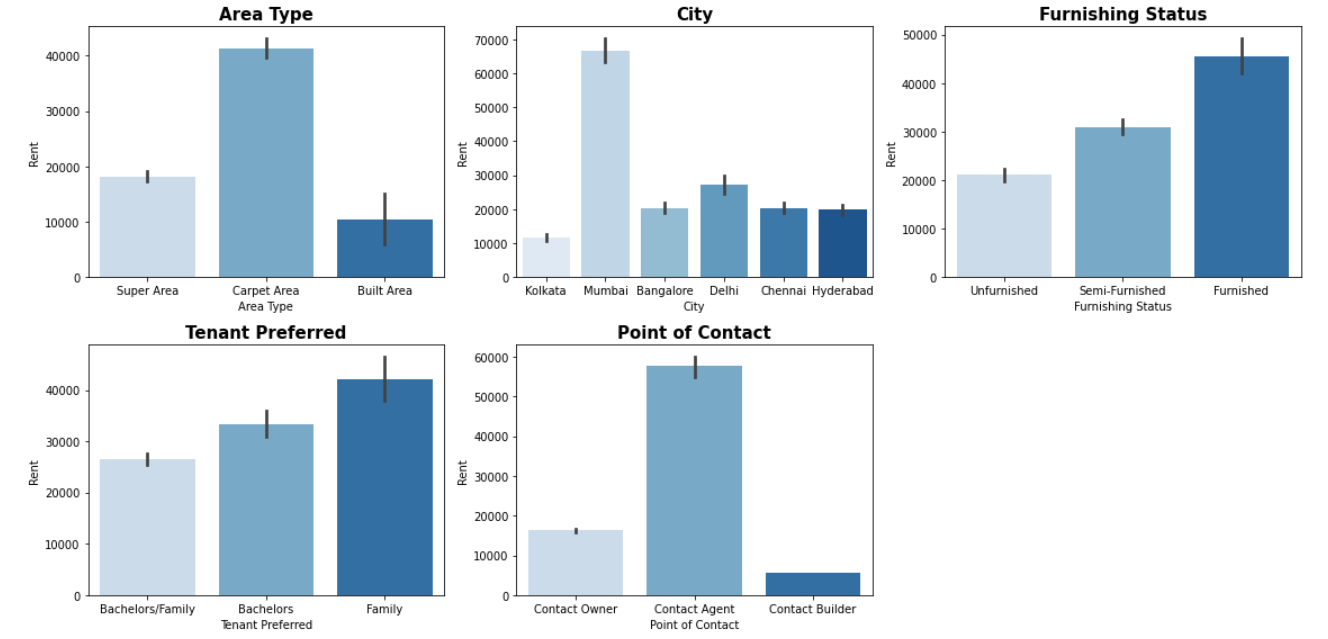 Area Type
Rent
40000
30000
20000
10000
0
Super Area Carpet Area Built Area
Area Type
City
Rent
70000
60000
50000
40000
30000
20000
10000
0
Kolkata Mumbai Bangalore Delhi Chennai Hyderabad
City
Furnishing Status
Rent
50000
40000
30000
20000
10000
0
Unfurnished Semi-Furnished Furnished
Furnishing Status
Tenant Preferred
Rent
40000
30000
20000
10000
0
Bachelors/Family Bachelors Family
Tenant Preferred
Point of Contact
Rent
60000
50000
40000
30000
20000
10000
0
Contact Owner Contact Agent Contact Builder
Point of Contact